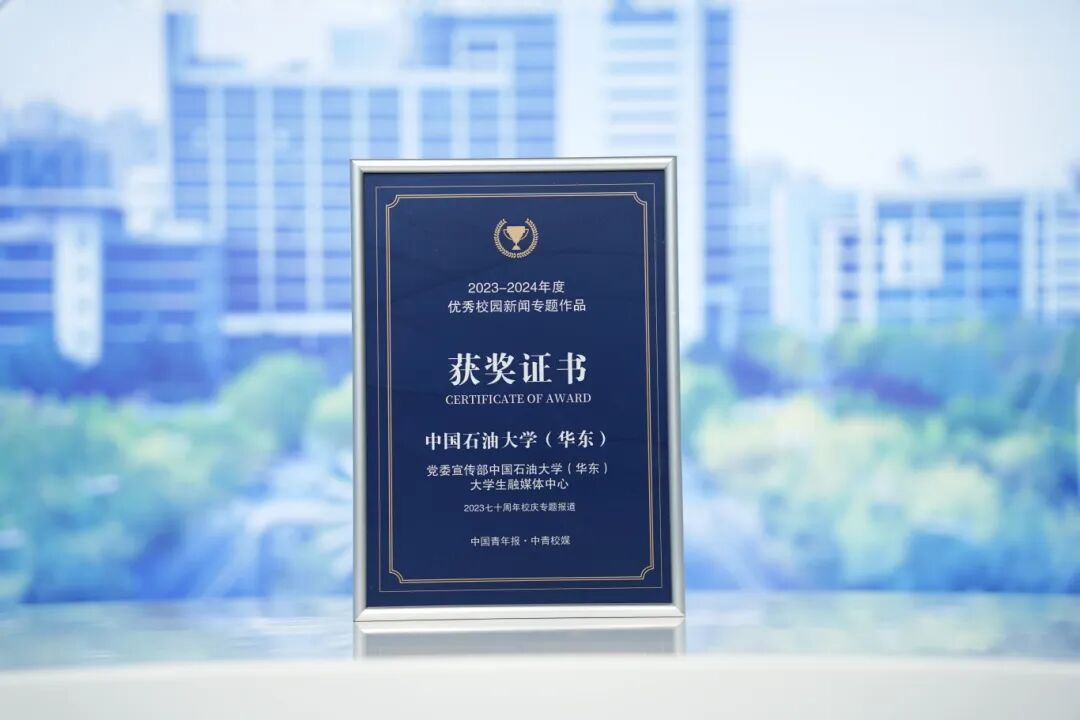 2023-2024年度
优秀校园新闻专题作品
获奖证书
CERTIFICATE OF AWARD
中国石油大学（华东）
党委宣传部中国石油大学（华东）
大学生融媒体中心
2023七十周年校庆专题报道
中国青年报·中青校媒